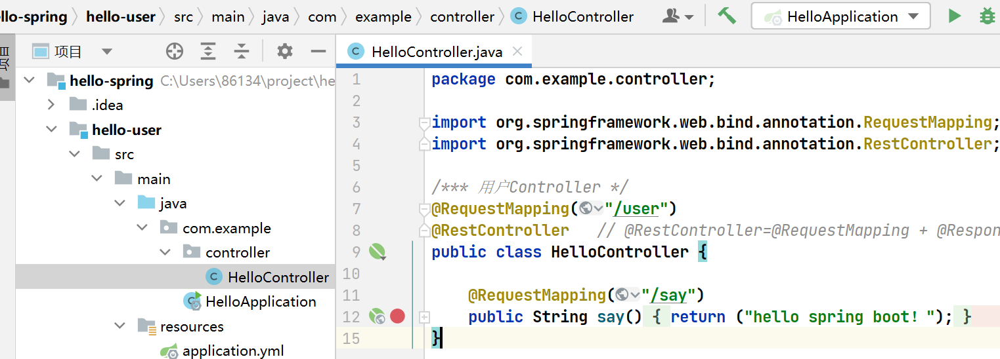 llo-spring hello-user src main java com example controller C HelloController HelloApplication
项目
项目 C HelloController.java
hello-spring C:\Users\86134\project\he
.idea
hello-user
src
main
java
com.example
controller
C HelloController
C HelloApplication
resources
application.yml
1 package com.example.controller;
2
3 import org.springframework.web.bind.annotation.RequestMapping;
4 import org.springframework.web.bind.annotation.RestController;
5
6 /*** 用户Controller */
7 @RequestMapping("/user")
8 @RestController // @RestController=@RequestMapping + @Respon
9 public class HelloController {
10
11 @RequestMapping("/say")
12 public String say() { return ("hello spring boot! "); }
15 }